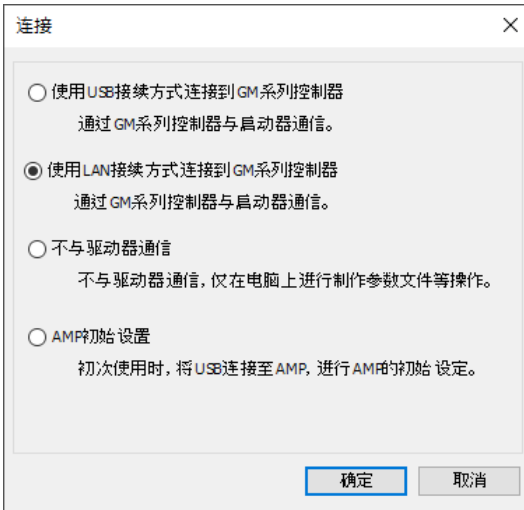 连接
使用USB接续方式连接到GM系列控制器
通过GM系列控制器与启动器通信。
使用LAN接续方式连接到GM系列控制器
通过GM系列控制器与启动器通信。
不与驱动器通信
不与驱动器通信,仅在电脑上进行制作参数文件等操作。
AMP初始设置
初次使用时,将USB连接至AMP,进行AMP的初始设定。
确定 取消